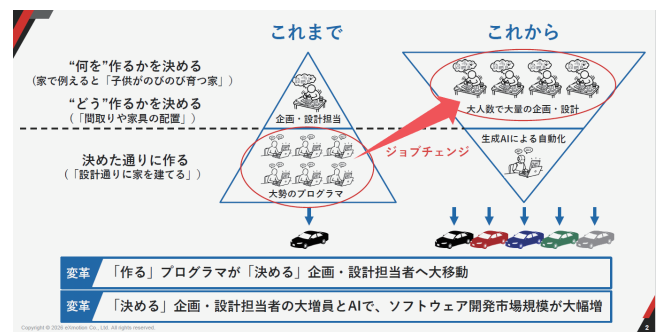 これまで
これから
“何を”作るかを決める
(家で例えると「子供がのびのび育つ家」)
“どう”作るかを決める
(「間取りや家具の配置」)
企画・設計担当
大人数で大量の企画・設計
決めた通りに作る
(「設計通りに家を建てる」)
大勢のプログラマ
ジョブチェンジ
生成AIによる自動化
変革
「作る」プログラマが「決める」企画・設計担当者へ大移動
変革
「決める」企画・設計担当者の大増員とAIで、ソフトウェア開発市場規模が大幅増
Copyright © 2026 eXmotion Co., Ltd. All rights reserved.
2